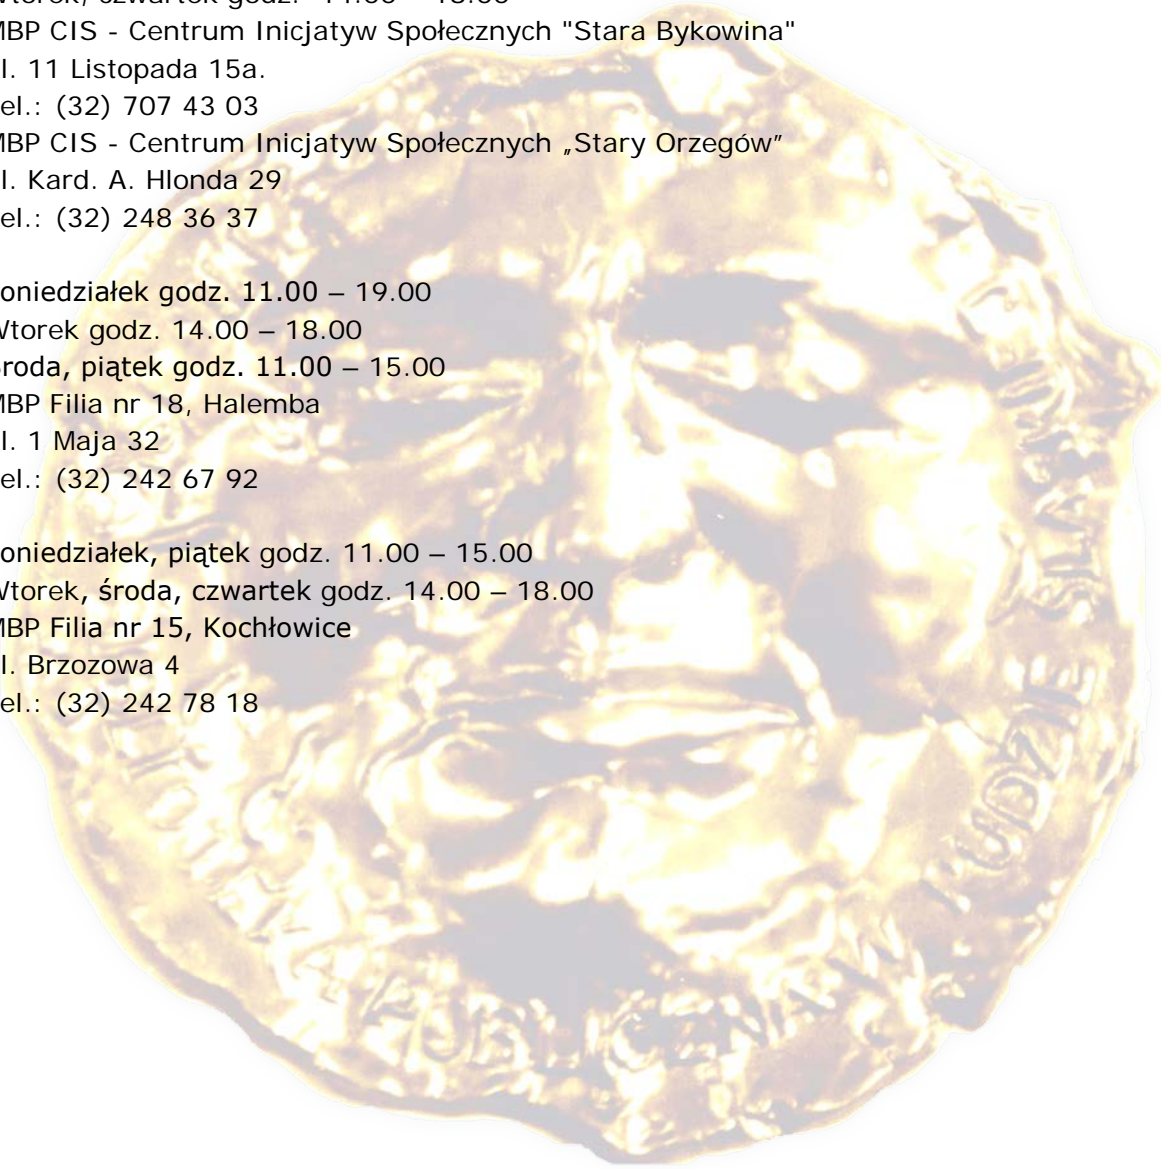 MBP CIS - Centrum Inicjatyw Społecznych "Stara Bykowina"
l. 11 Listopada 15a.
el.: (32) 707 43 03
MBP CIS - Centrum Inicjatyw Społecznych „Stary Orzegów”
l. Kard. A. Hlonda 29
el.: (32) 248 36 37
oniedziałek godz. 11.00 – 19.00
Wtorek godz. 14.00 – 18.00
środa, piątek godz. 11.00 – 15.00
MBP Filia nr 18, Halemba
l. 1 Maja 32
el.: (32) 242 67 92
oniedziałek, piątek godz. 11.00 – 15.00
Wtorek, środa, czwartek godz. 14.00 – 18.00
MBP Filia nr 15, Kochłowice
l. Brzozowa 4
el.: (32) 242 78 18
LUDZIE